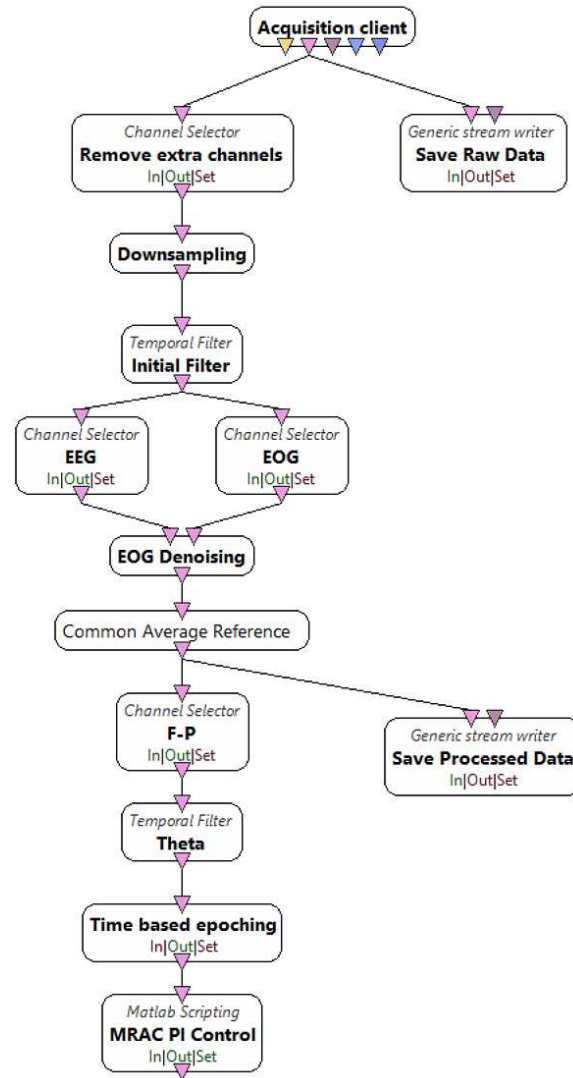 Acquisition client
Channel Selector
Remove extra channels
In|Out|Set
Generic stream writer
Save Raw Data
In|Out|Set
Downsampling
Temporal Filter
Initial Filter
Channel Selector
EEG
In|Out|Set
Channel Selector
EOG
In|Out|Set
EOG Denoising
Common Average Reference
Channel Selector
F-P
In|Out|Set
Generic stream writer
Save Processed Data
In|Out|Set
Temporal Filter
Theta
Time based epoching
In|Out|Set
Matlab Scripting
MRAC PI Control
In|Out|Set